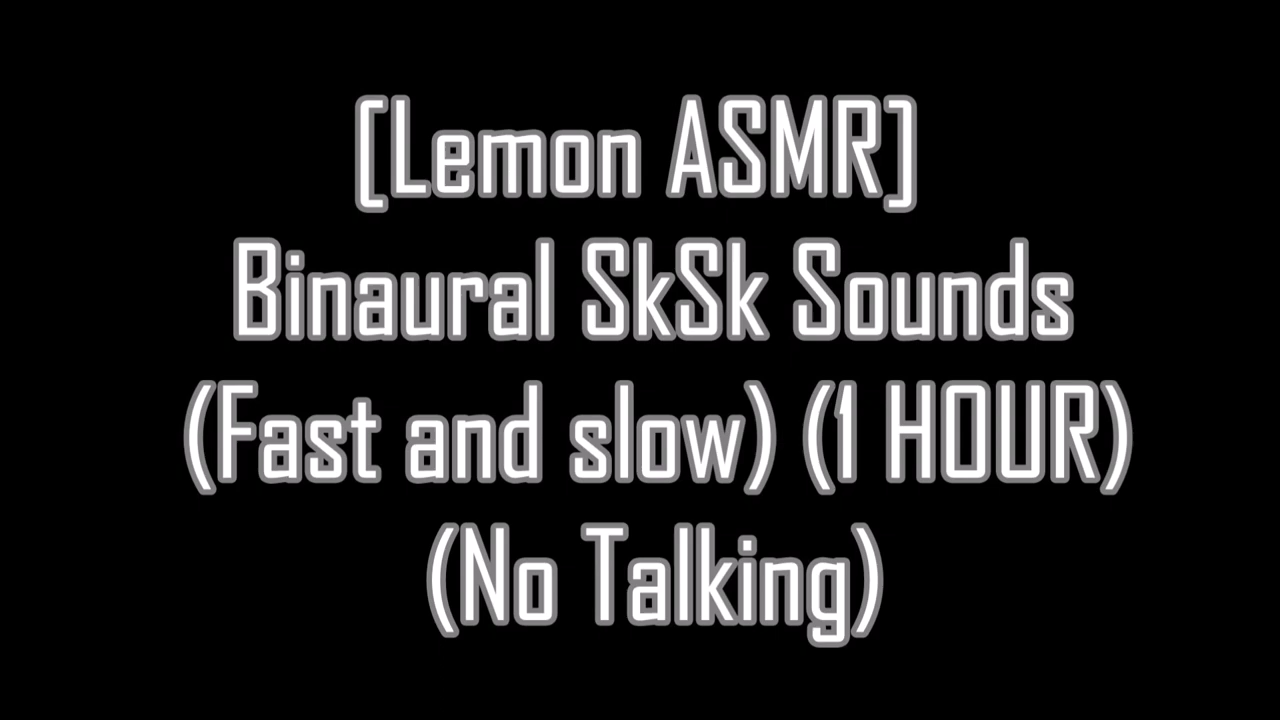 [Lemon ASMR]
Binaural SkSk Sounds
(Fast and slow) (1 HOUR)
(No Talking)